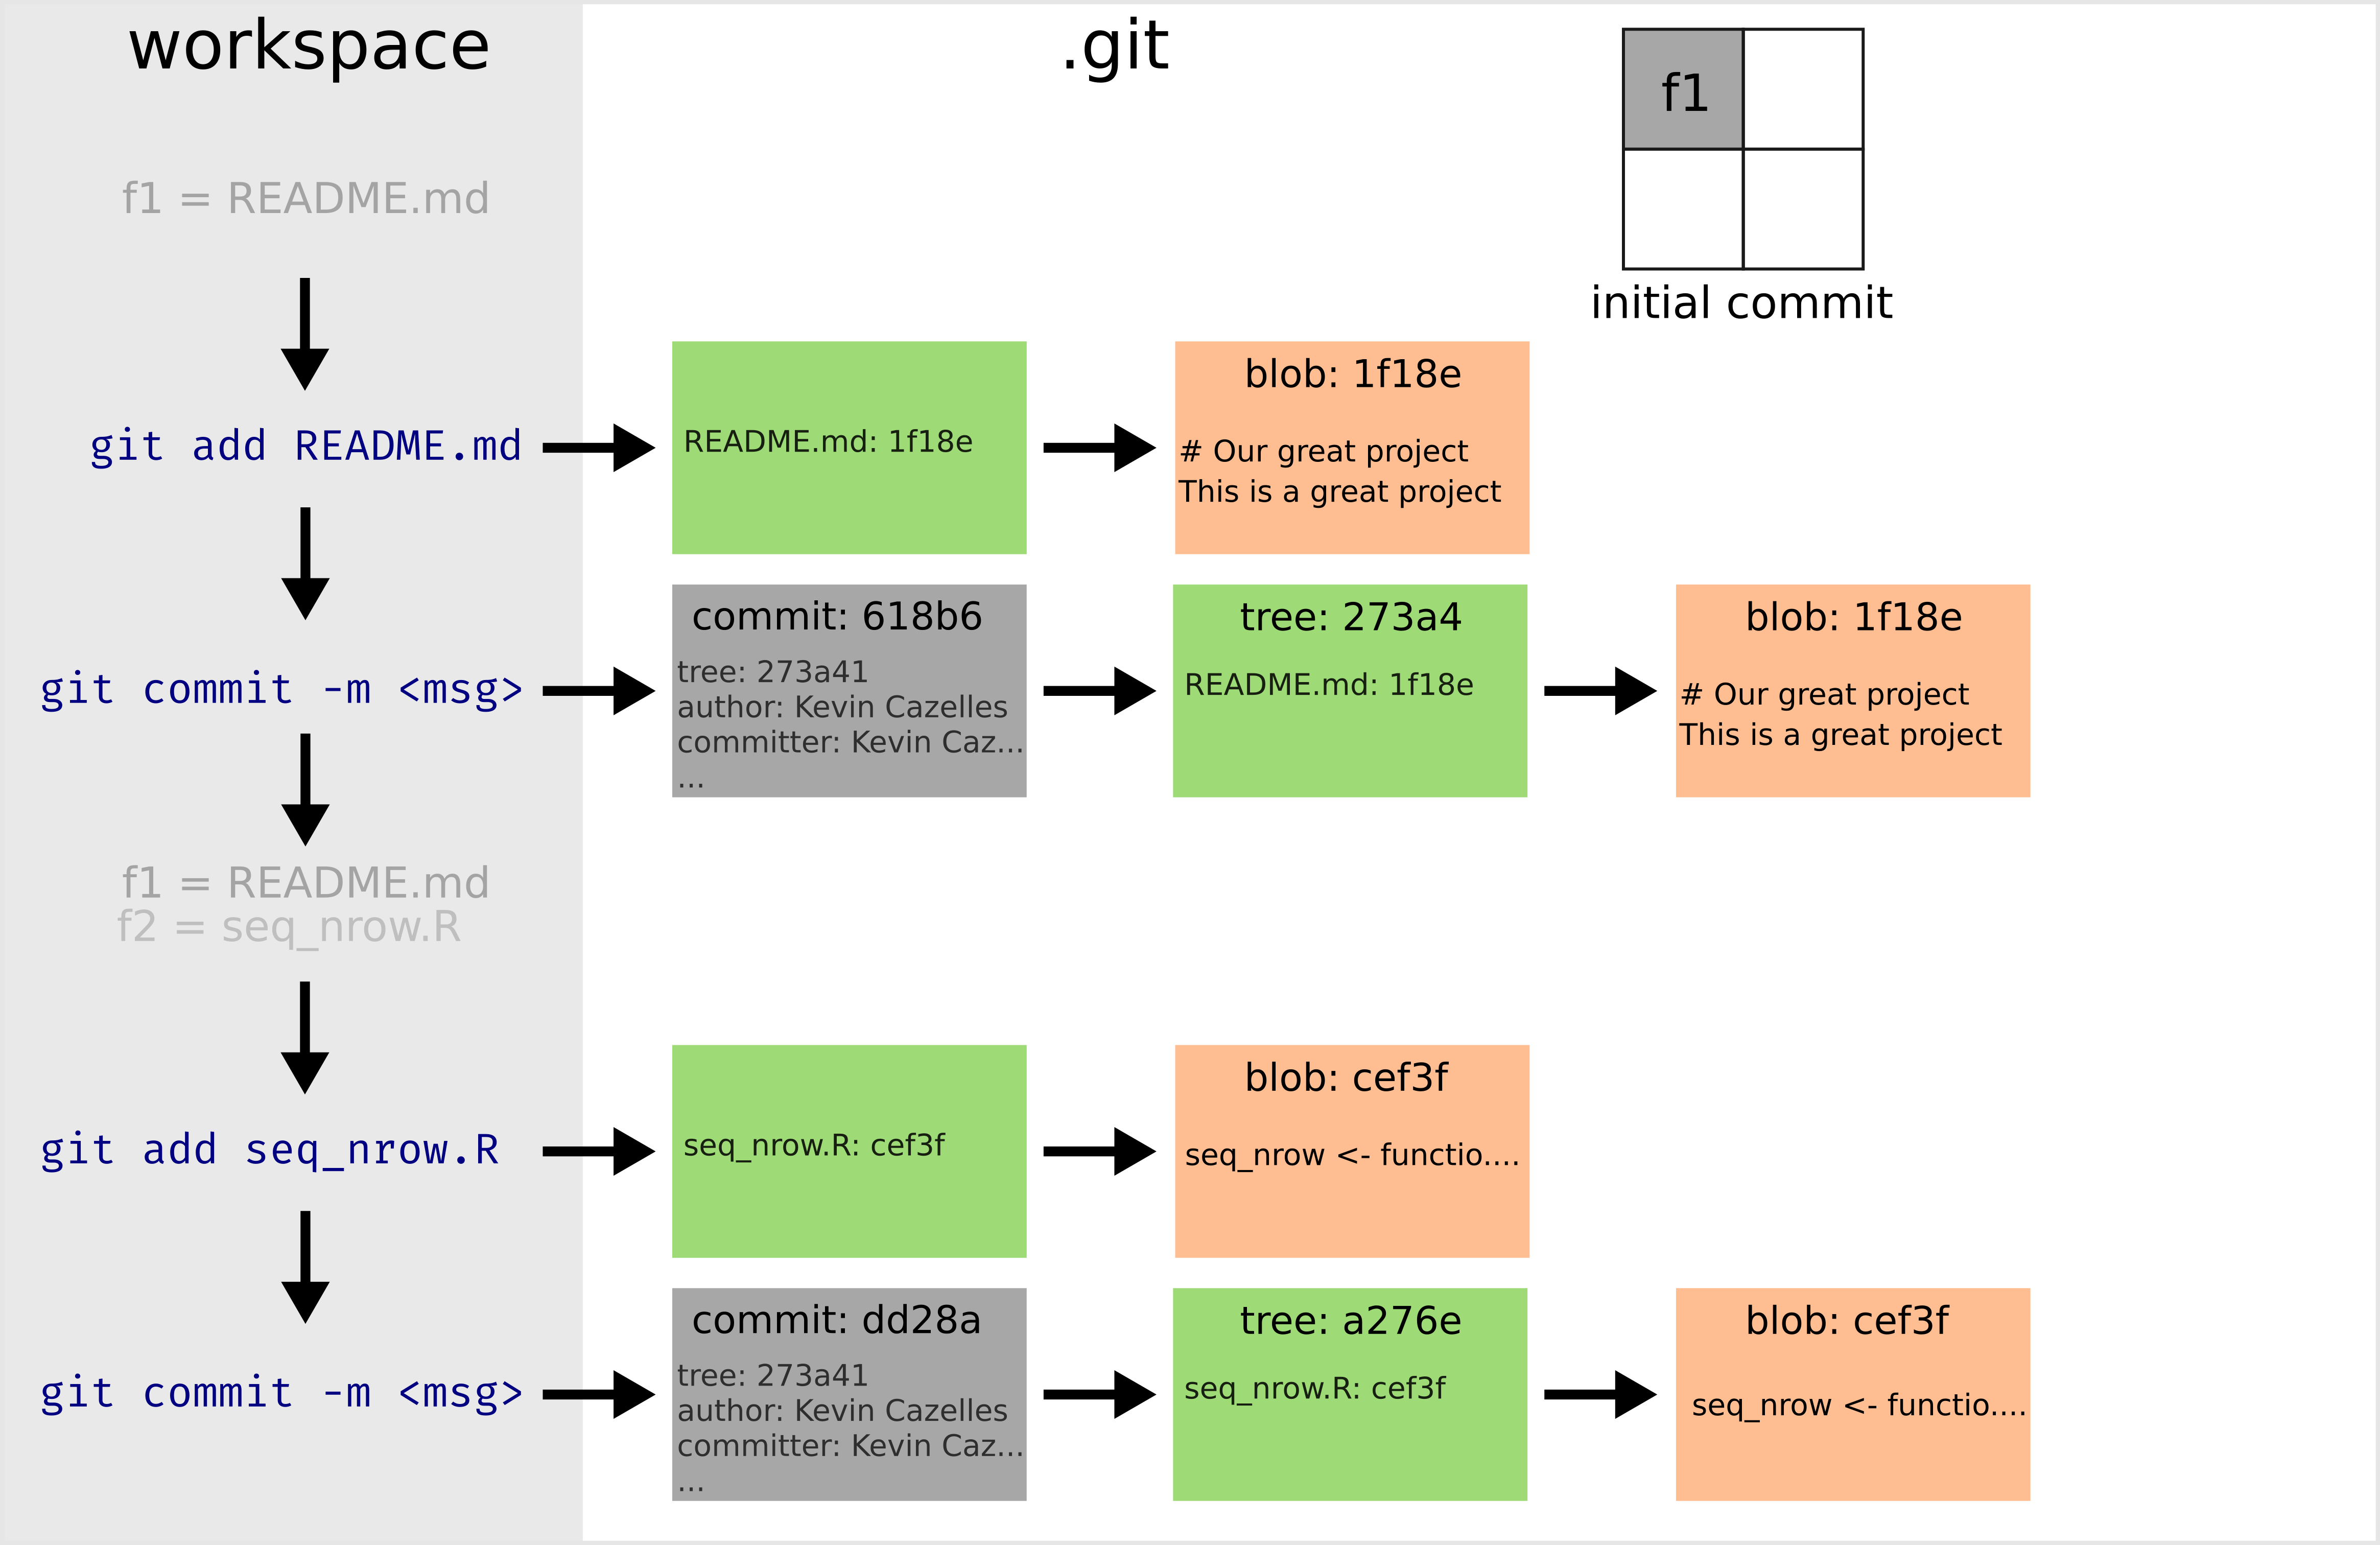 workspace
.git
f1
initial commit
f1 = README.md
git add README.md
README.md: 1f18e
blob: 1f18e
# Our great project
This is a great project
git commit -m <msg>
commit: 618b6
tree: 273a41
author: Kevin Cazelles
committer: Kevin Caz...
...
tree: 273a4
README.md: 1f18e
blob: 1f18e
# Our great project
This is a great project
f1 = README.md
f2 = seq_nrow.R
git add seq_nrow.R
seq_nrow.R: cef3f
blob: cef3f
seq_nrow <- functio....
git commit -m <msg>
commit: dd28a
tree: 273a41
author: Kevin Cazelles
committer: Kevin Caz...
...
tree: a276e
seq_nrow.R: cef3f
blob: cef3f
seq_nrow <- functio....